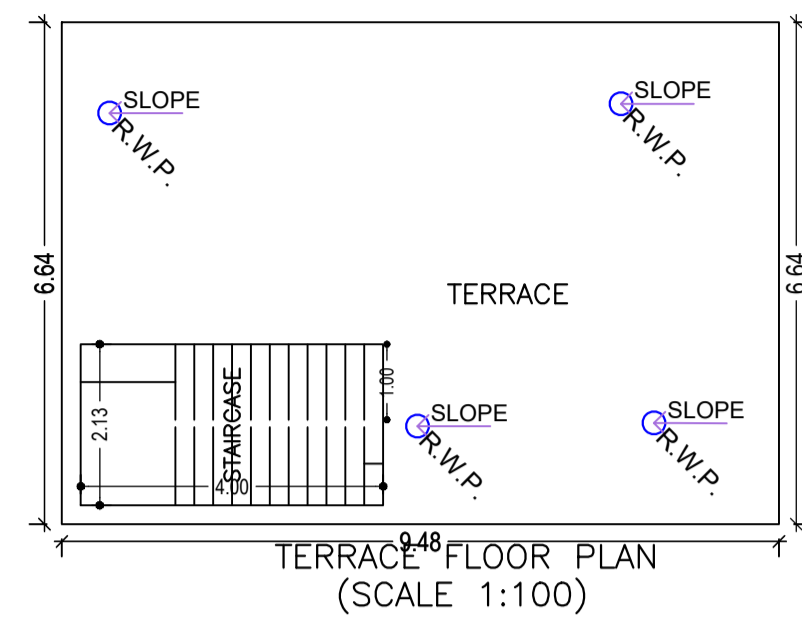 SLOPE
R.W.P.
SLOPE
R.W.P.
6.64
6.64
TERRACE
2.13
STAIRCASE
1.00
4.00
SLOPE
R.W.P.
SLOPE
R.W.P.
9.48
TERRACE FLOOR PLAN
(SCALE 1:100)